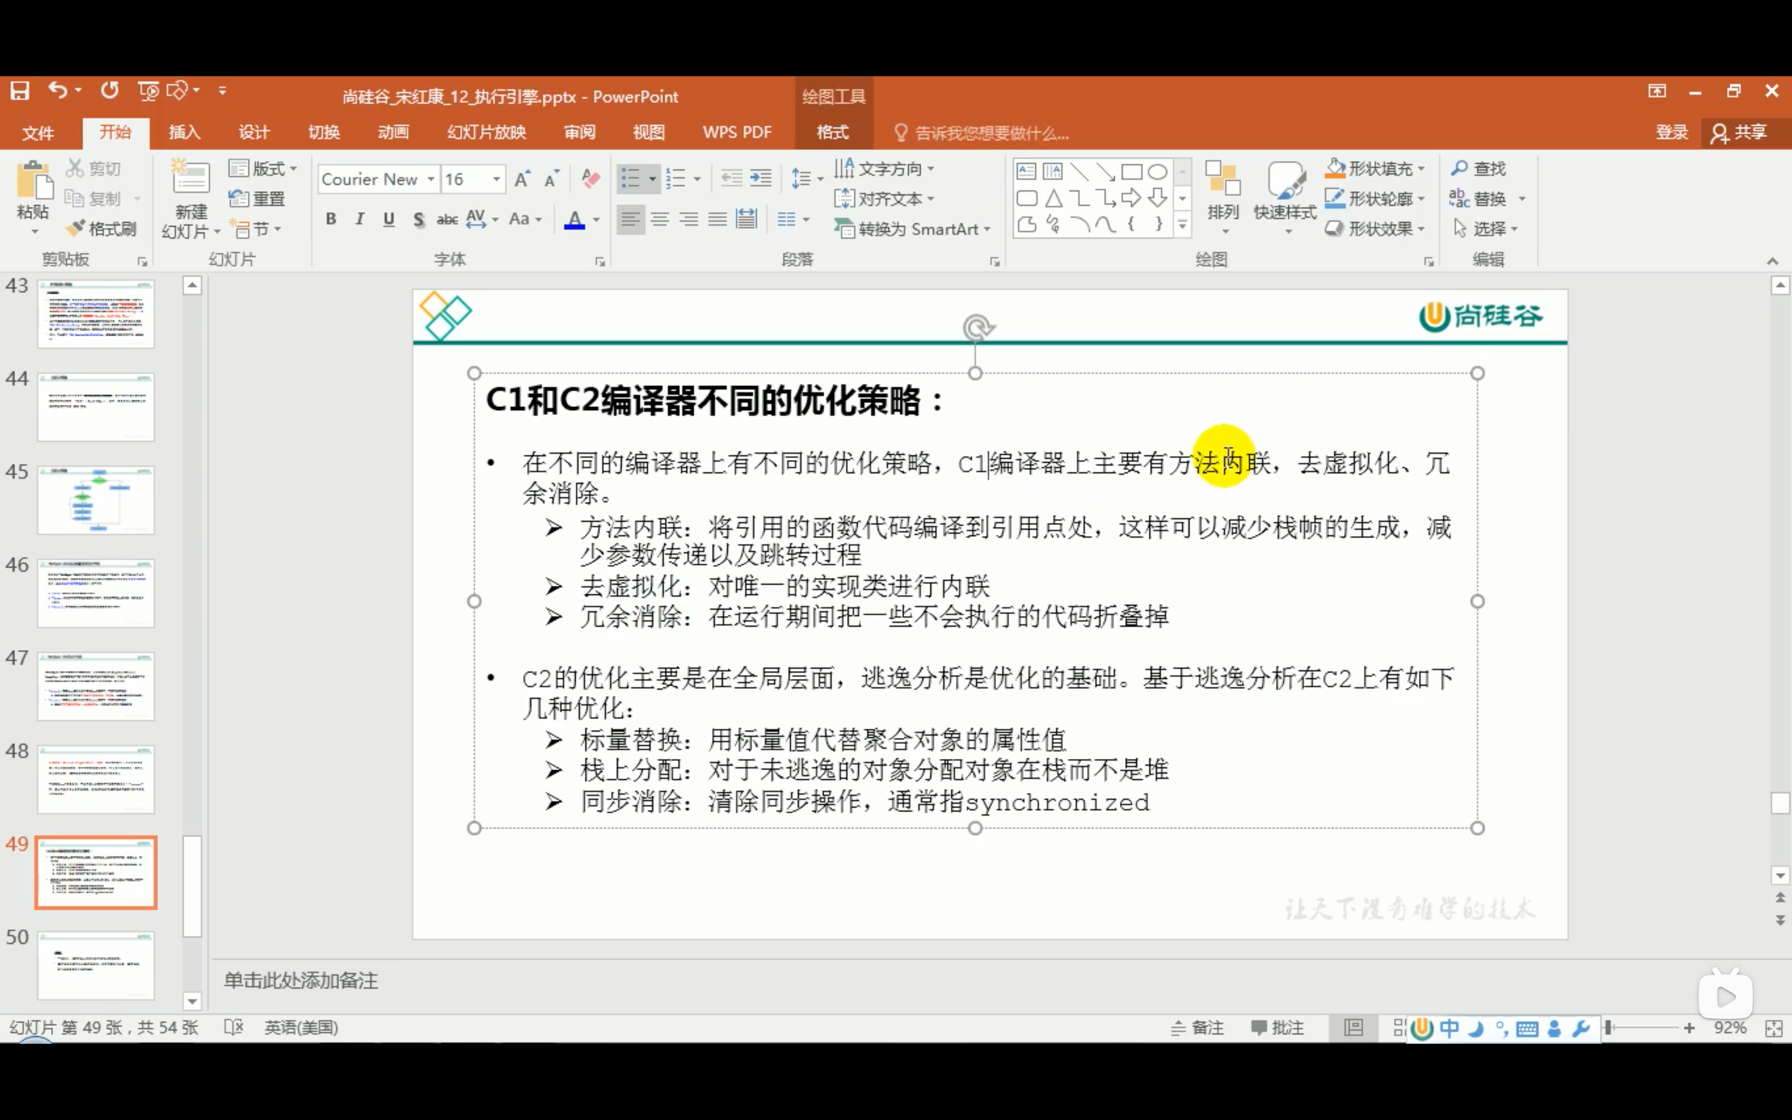 尚硅谷_宋红康_12_执行引擎.pptx - PowerPoint
绘图工具
文件 开始 插入 设计 切换 动画 幻灯片放映 审阅 视图 WPS PDF 格式 告诉我您想要做什么... 登录 共享
粘贴 剪切 复制 格式刷 剪贴板
新建幻灯片 版式 重置 节 幻灯片
Courier New 16 字体
B I U S abc AV Aa A
文字方向 对齐文本 转换为 SmartArt 段落
排列 快速样式 形状填充 形状轮廓 形状效果 绘图
查找 替换 选择 编辑
43
44
45
46
47
48
49
50
尚硅谷
C1和C2编译器不同的优化策略：
• 在不同的编译器上有不同的优化策略，C1编译器上主要有方法内联，去虚拟化、冗
余消除。
➢ 方法内联：将引用的函数代码编译到引用点处，这样可以减少栈帧的生成，减
少参数传递以及跳转过程
➢ 去虚拟化：对唯一的实现类进行内联
➢ 冗余消除：在运行期间把一些不会执行的代码折叠掉
• C2的优化主要是在全局层面，逃逸分析是优化的基础。基于逃逸分析在C2上有如下
几种优化：
➢ 标量替换：用标量值代替聚合对象的属性值
➢ 栈上分配：对于未逃逸的对象分配对象在栈而不是堆
➢ 同步消除：清除同步操作，通常指synchronized
让天下没有难学的技术
单击此处添加备注
幻灯片 第 49 张，共 54 张 英语(美国) 备注 批注 中 92%